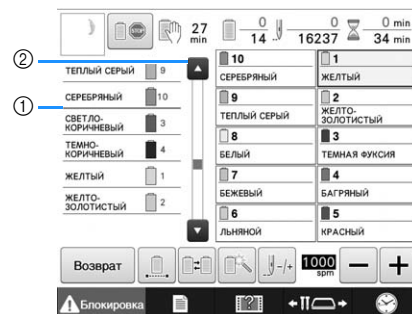 27 min
0 14
0 16237
0 min 34 min
②
①
ТЕПЛЫЙ СЕРЫЙ 9
СЕРЕБРЯНЫЙ 10
СВЕТЛО-
КОРИЧНЕВЫЙ 3
ТЕМНО-
КОРИЧНЕВЫЙ 4
ЖЕЛТЫЙ 1
ЖЕЛТО-
ЗОЛОТИСТЫЙ 2
10
СЕРЕБРЯНЫЙ
1
ЖЕЛТЫЙ
9
ТЕПЛЫЙ СЕРЫЙ
2
ЖЕЛТО-
ЗОЛОТИСТЫЙ
8
БЕЛЫЙ
3
ТЕМНАЯ ФУКСИЯ
7
БЕЖЕВЫЙ
4
БАГРЯНЫЙ
6
ЛЬНЯНОЙ
5
КРАСНЫЙ
Возврат
-/+
1000
spm
− +
Блокировка
?